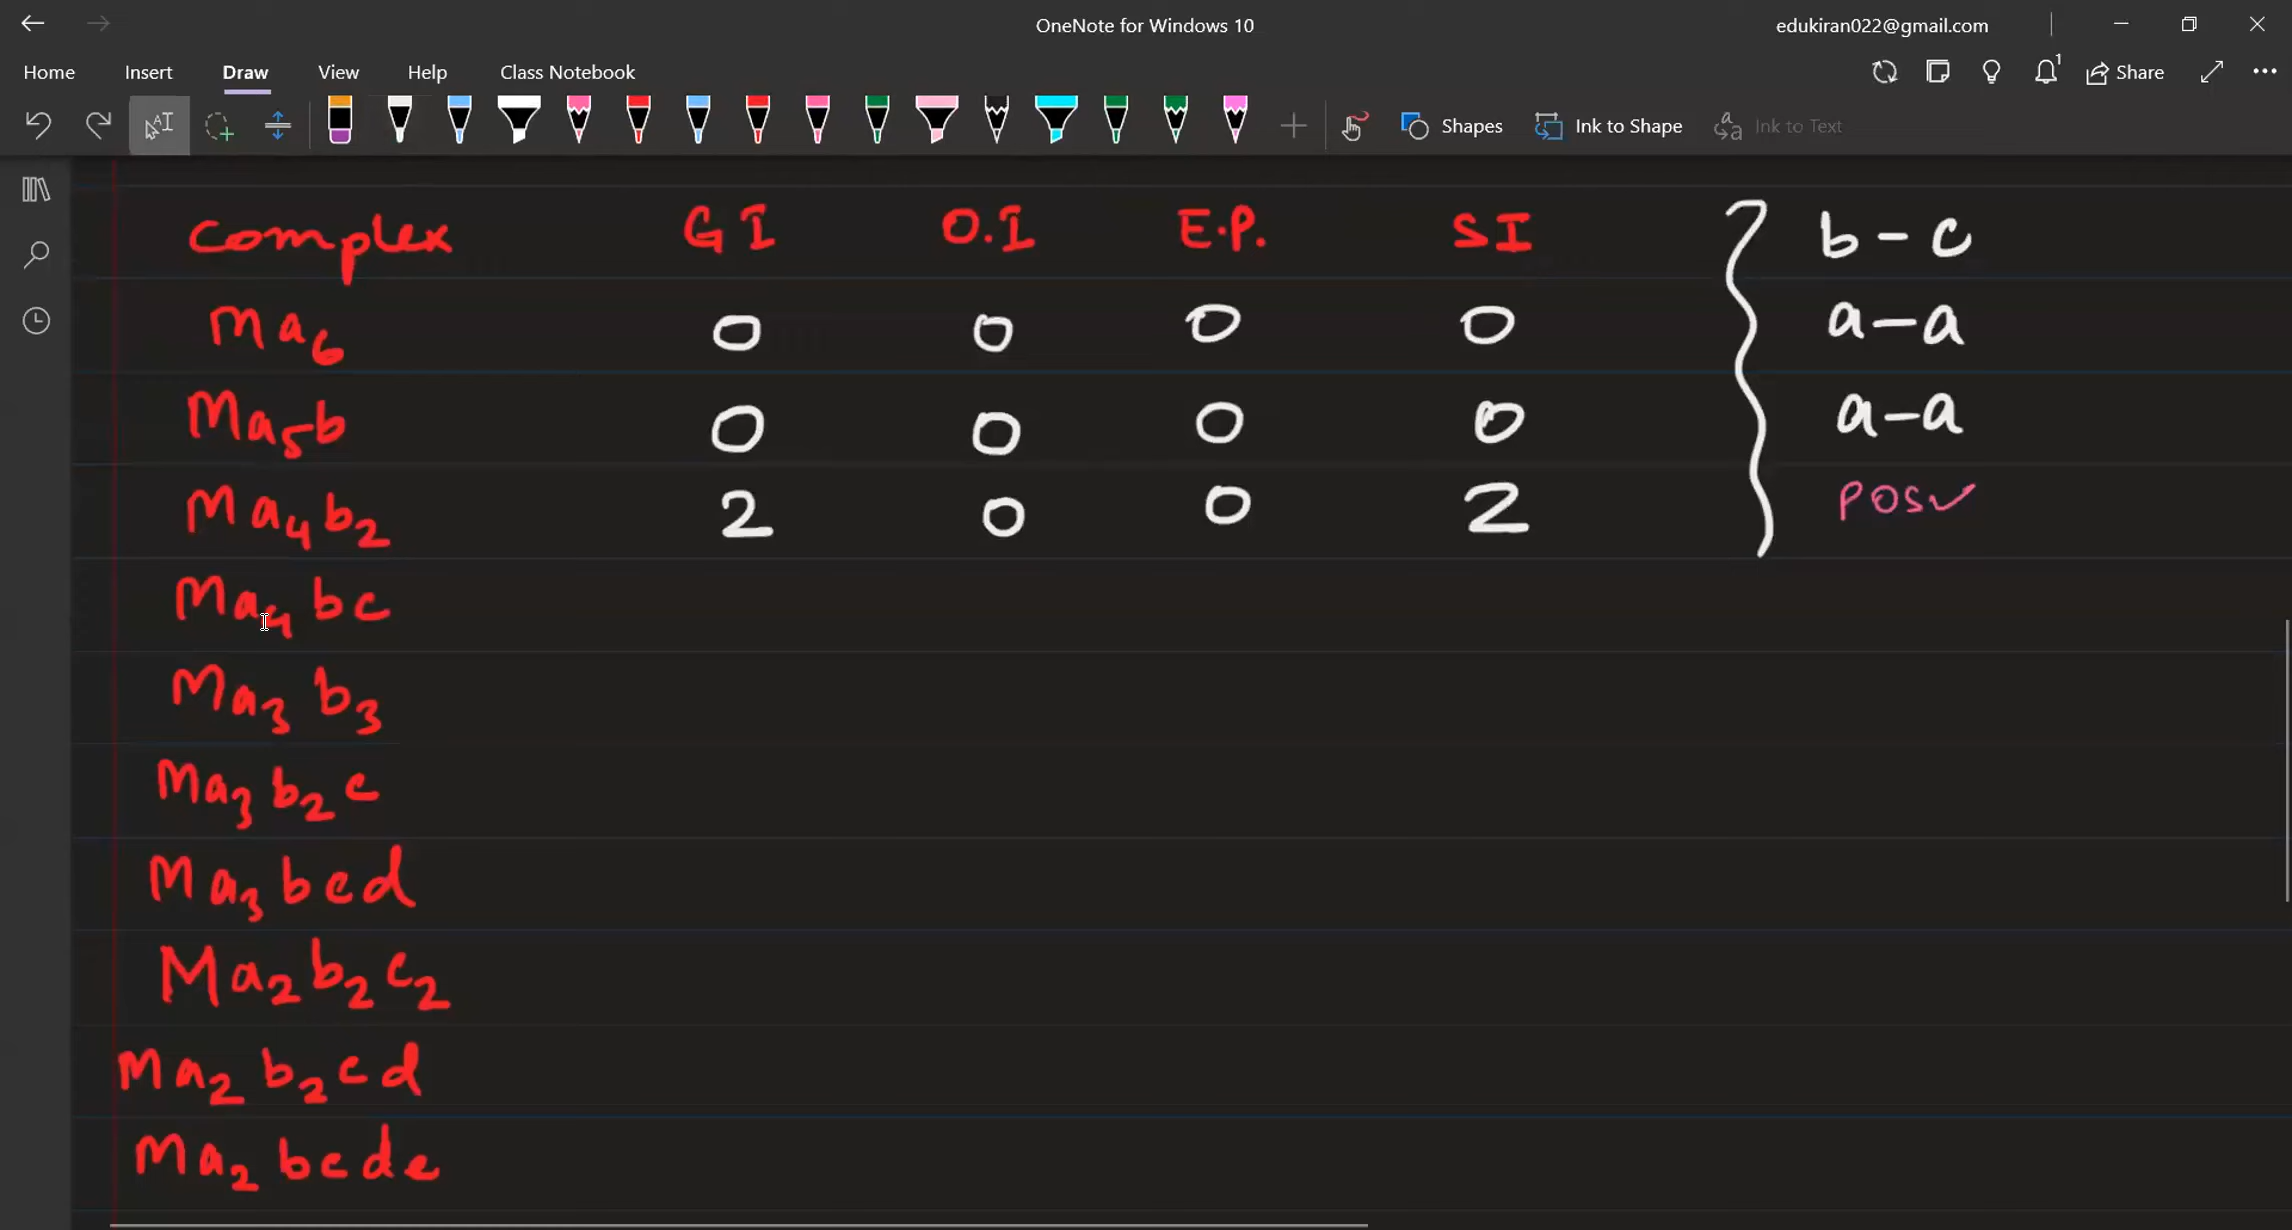 OneNote for Windows 10
edukiran022@gmail.com
Home Insert Draw View Help Class Notebook
1 Share
Shapes Ink to Shape Ink to Text
complex GI O.I E.P. SI b - c
Ma6 0 0 0 0 a-a
Ma5b 0 0 0 0 a-a
Ma4b2 2 0 0 2 POS✓
Ma4bc
Ma3b3
Ma3b2c
Ma3bcd
Ma2b2c2
Ma2b2cd
Ma2bcde